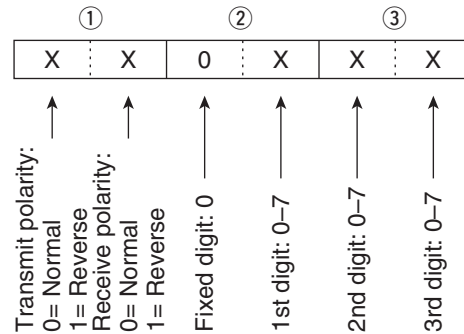 ① ② ③
X X 0 X X X
Transmit polarity:
0= Normal
1= Reverse
Receive polarity:
0= Normal
1= Reverse
Fixed digit: 0
1st digit: 0–7
2nd digit: 0–7
3rd digit: 0–7